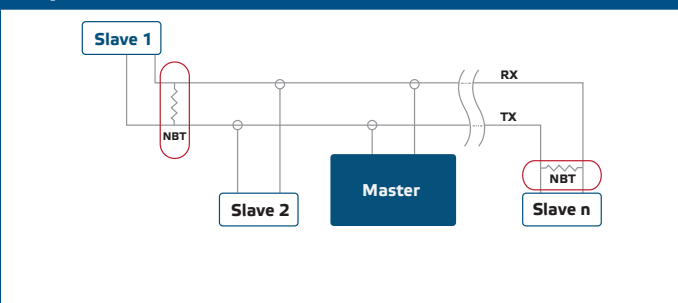 Slave 1
RX
TX
NBT
Master
NBT
Slave 2
Slave n